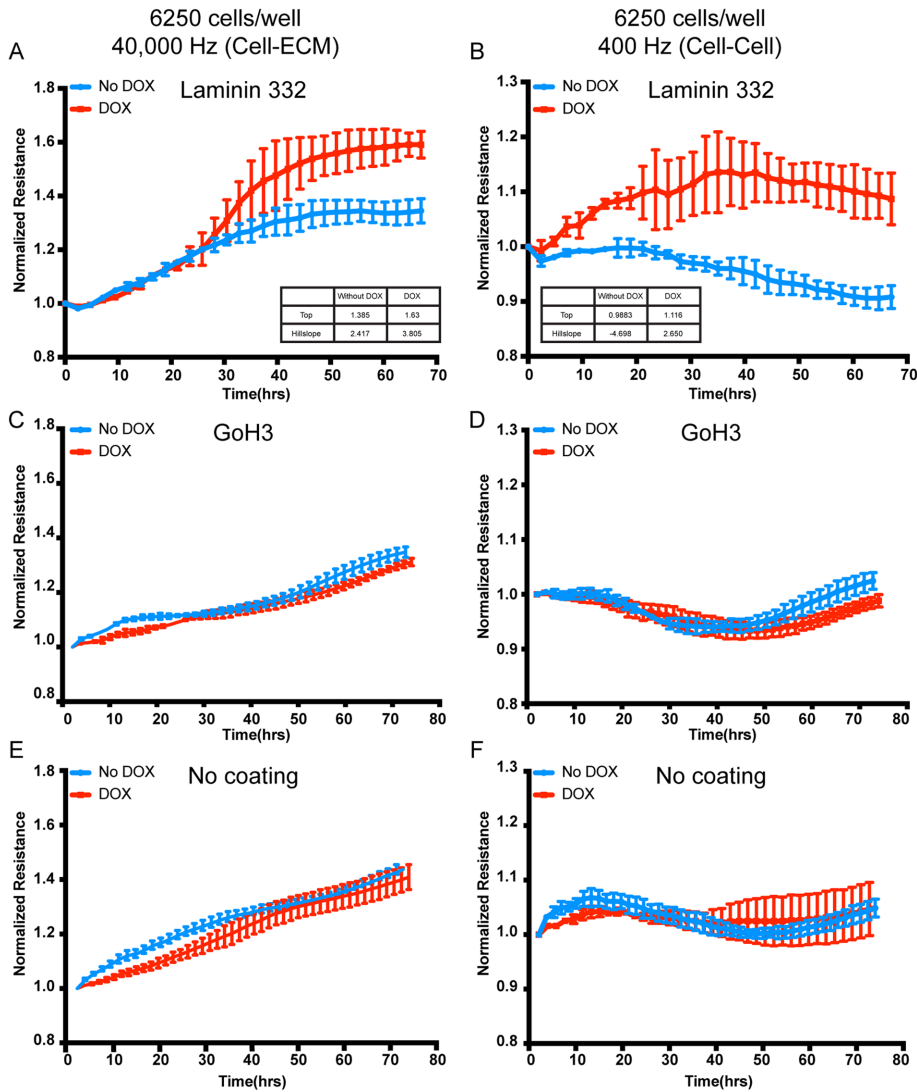 6250 cells/well
40,000 Hz (Cell-ECM)
6250 cells/well
400 Hz (Cell-Cell)
A
No DOX
DOX
Laminin 332
Normalized Resistance
1.8
1.6
1.4
1.2
1.0
0.8
Without DOX DOX
Top 1.385 1.63
Hillslope 2.417 3.805
0 10 20 30 40 50 60 70
Time(hrs)
B
No DOX
DOX
Laminin 332
Normalized Resistance
1.3
1.2
1.1
1.0
0.9
0.8
Without DOX DOX
Top 0.9883 1.116
Hillslope -4.698 2.650
0 10 20 30 40 50 60 70
Time(hrs)
C
No DOX
DOX
GoH3
Normalized Resistance
1.8
1.6
1.4
1.2
1.0
0.8
0 10 20 30 40 50 60 70 80
Time(hrs)
D
No DOX
DOX
GoH3
Normalized Resistance
1.3
1.2
1.1
1.0
0.9
0.8
0 10 20 30 40 50 60 70 80
Time(hrs)
E
No DOX
DOX
No coating
Normalized Resistance
1.8
1.6
1.4
1.2
1.0
0.8
0 10 20 30 40 50 60 70 80
Time(hrs)
F
No DOX
DOX
No coating
Normalized Resistance
1.3
1.2
1.1
1.0
0.9
0.8
0 10 20 30 40 50 60 70 80
Time(hrs)